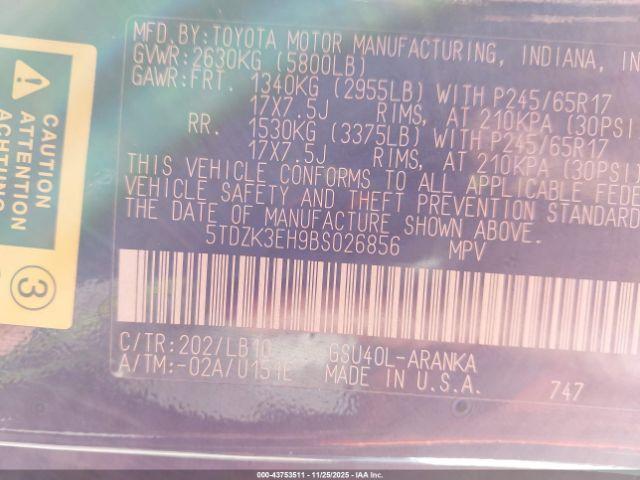 MFD. BY: TOYOTA MOTOR MANUFACTURING, INDIANA, IN
GVWR: 2630KG (5800LB)
GAWR: FRT. 1340KG (2955LB) WITH P245/65R17
17X7.5J RIMS, AT 210KPA (30PSI)
RR. 1530KG (3375LB) WITH P245/65R17
17X7.5J RIMS, AT 210KPA (30PSI)
THIS VEHICLE CONFORMS TO ALL APPLICABLE FEDE
VEHICLE SAFETY AND THEFT PREVENTION STANDARD
THE DATE OF MANUFACTURE SHOWN ABOVE.
5TDZK3EH9BS026856 MPV
C/TR: 202/LB10 GSU40L-ARANKA
A/TM: -02A/U151E MADE IN U.S.A. 747
CAUTION
ATTENTION
ACHTUNG
3
000-43753511 - 11/25/2025 - IAAI.CA